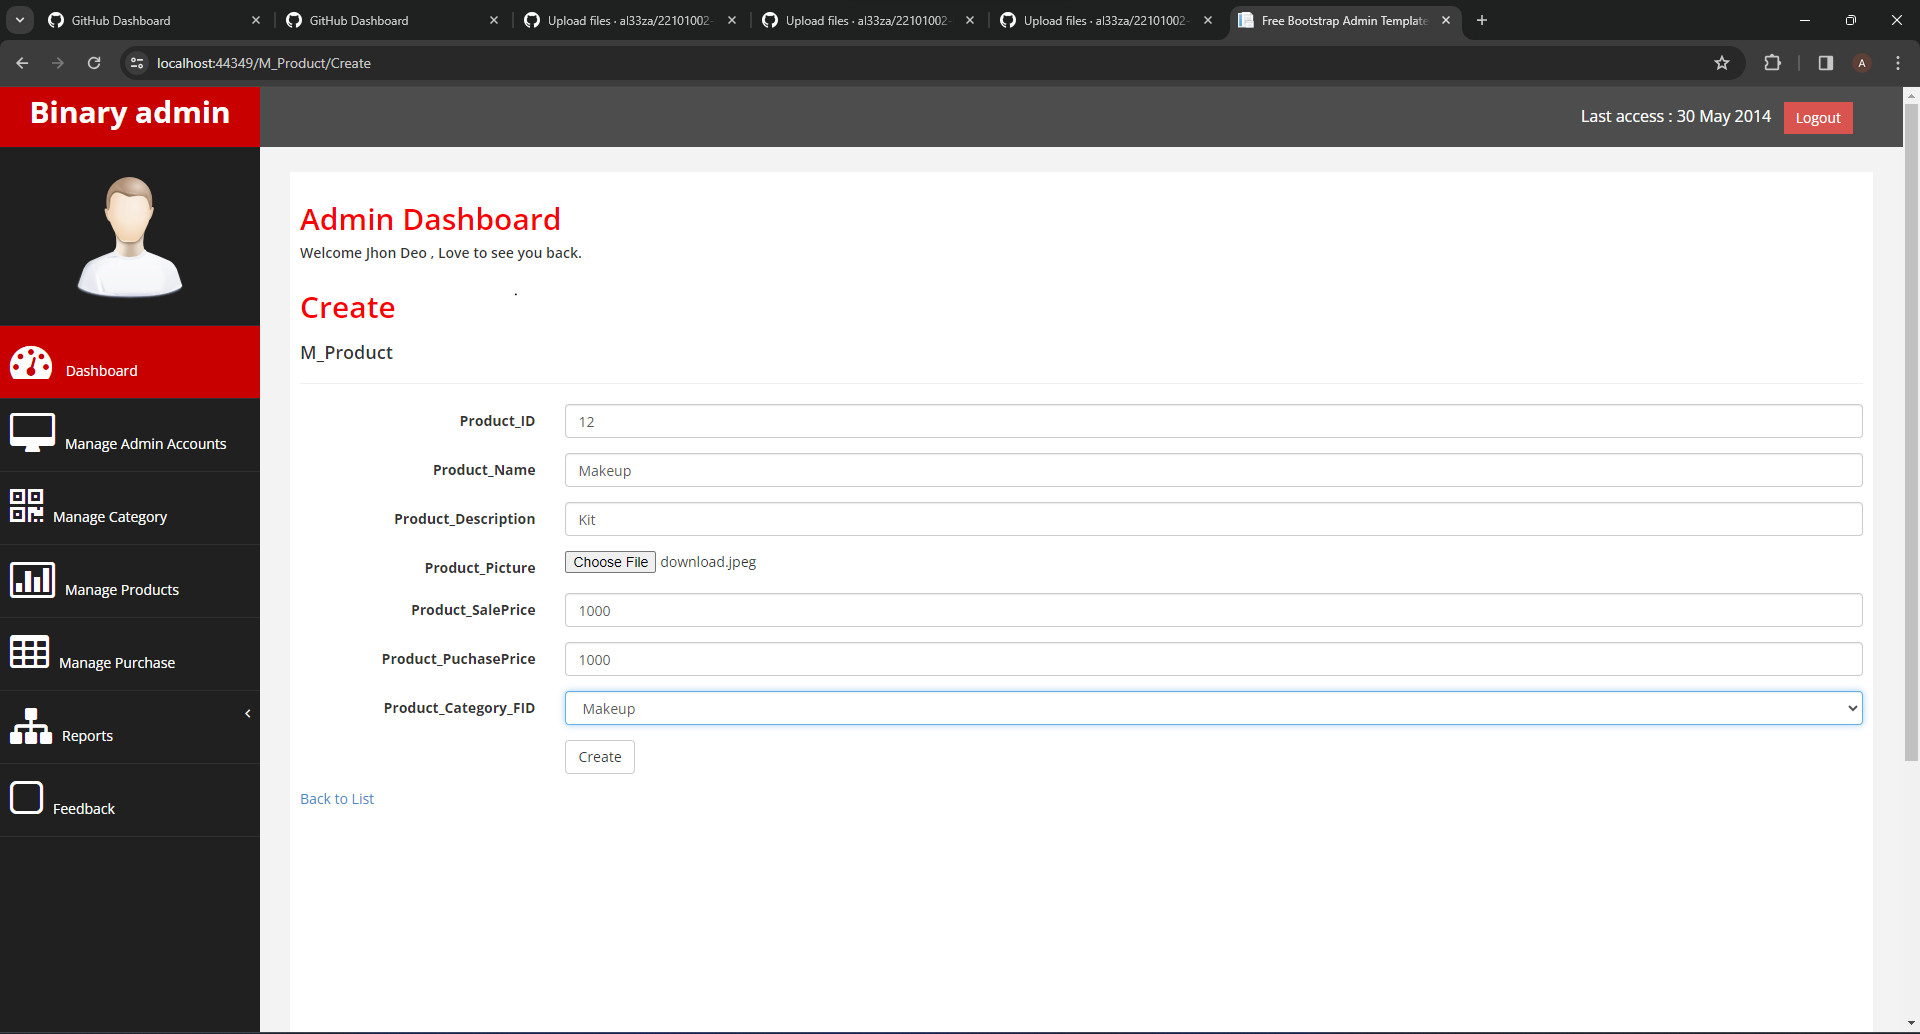 GitHub Dashboard
GitHub Dashboard
Upload files · al33za/22101002-
Upload files · al33za/22101002-
Upload files · al33za/22101002-
Free Bootstrap Admin Template
localhost:44349/M_Product/Create
A
Binary admin
Last access : 30 May 2014
Logout
Dashboard
Manage Admin Accounts
Manage Category
Manage Products
Manage Purchase
Reports
Feedback
Admin Dashboard
Welcome Jhon Deo , Love to see you back.
Create
M_Product
Product_ID
12
Product_Name
Makeup
Product_Description
Kit
Product_Picture
Choose File download.jpeg
Product_SalePrice
1000
Product_PuchasePrice
1000
Product_Category_FID
Makeup
Create
Back to List